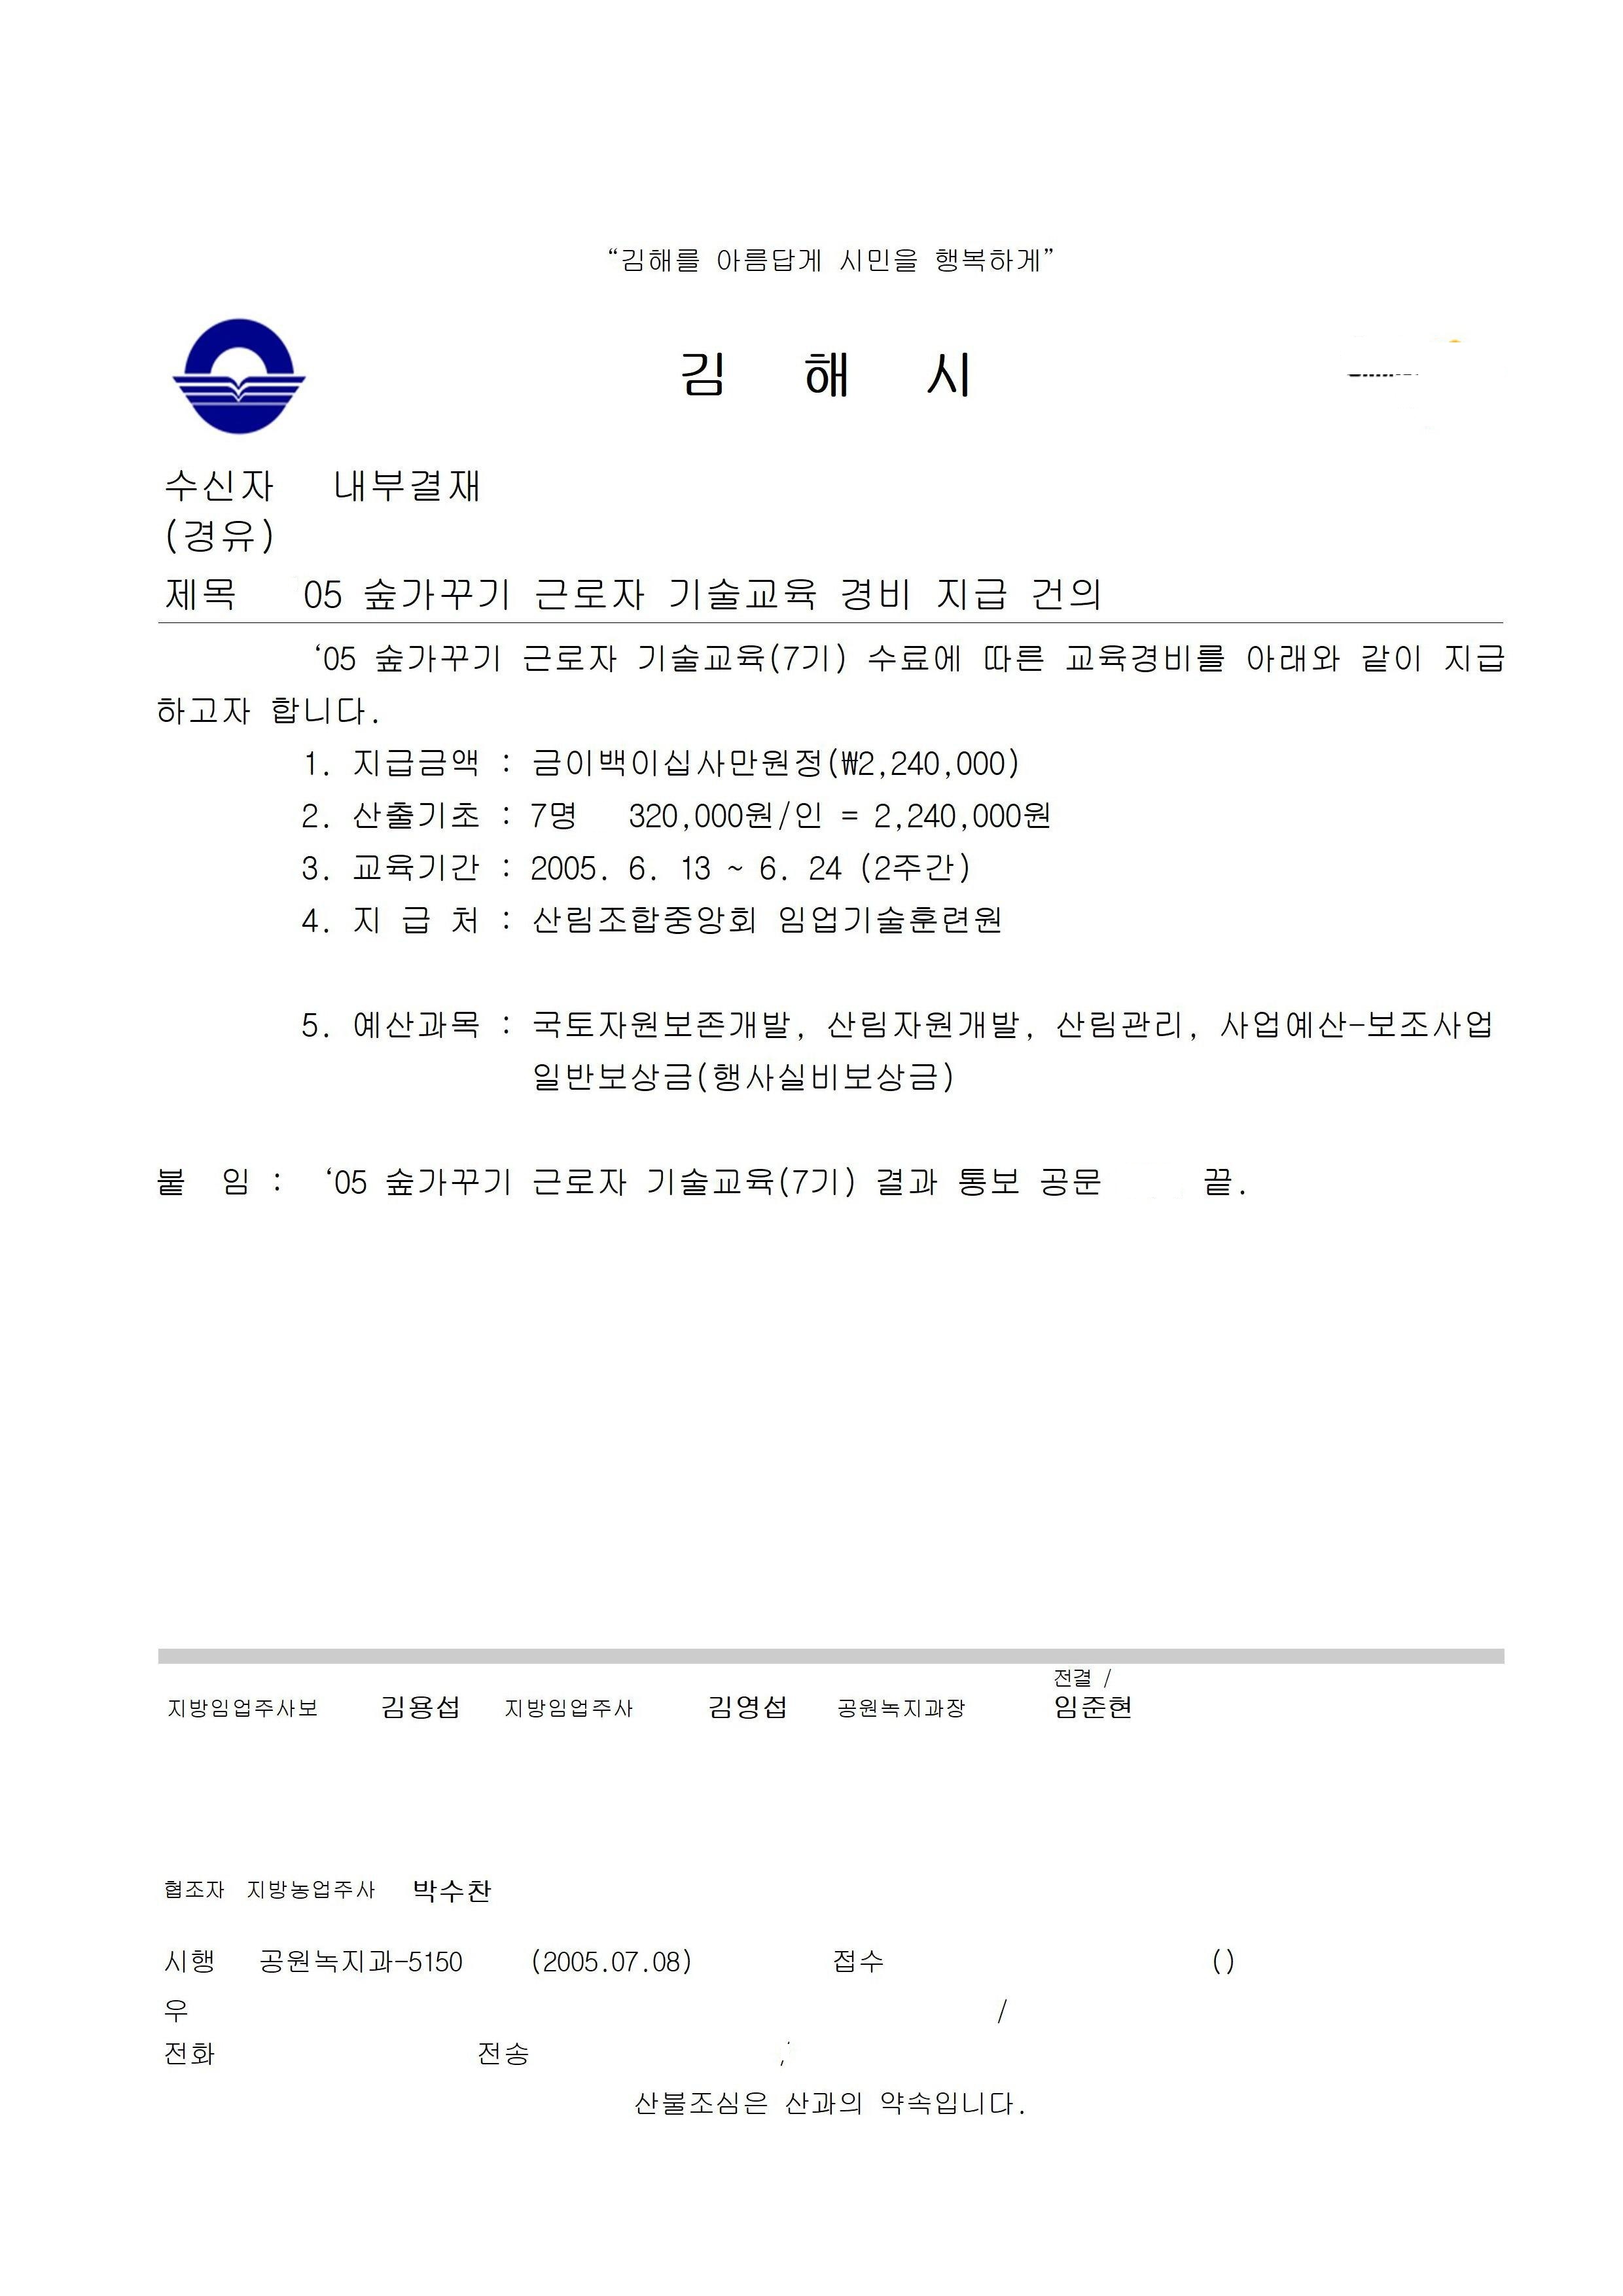 “김해를 아름답게 시민을 행복하게”
김 해 시
수신자 내부결재
(경유)
제목 05 숲가꾸기 근로자 기술교육 경비 지급 건의
‘05 숲가꾸기 근로자 기술교육(7기) 수료에 따른 교육경비를 아래와 같이 지급
하고자 합니다.
1. 지급금액 : 금이백이십사만원정(₩2,240,000)
2. 산출기초 : 7명 320,000원/인 = 2,240,000원
3. 교육기간 : 2005. 6. 13 ~ 6. 24 (2주간)
4. 지 급 처 : 산림조합중앙회 임업기술훈련원
5. 예산과목 : 국토자원보존개발, 산림자원개발, 산림관리, 사업예산-보조사업
일반보상금(행사실비보상금)
붙 임 : ‘05 숲가꾸기 근로자 기술교육(7기) 결과 통보 공문 끝.
전결 /
지방임업주사보 김용섭 지방임업주사 김영섭 공원녹지과장 임준현
협조자 지방농업주사 박수찬
시행 공원녹지과-5150 (2005.07.08) 접수 ()
우 /
전화 전송 /
산불조심은 산과의 약속입니다.